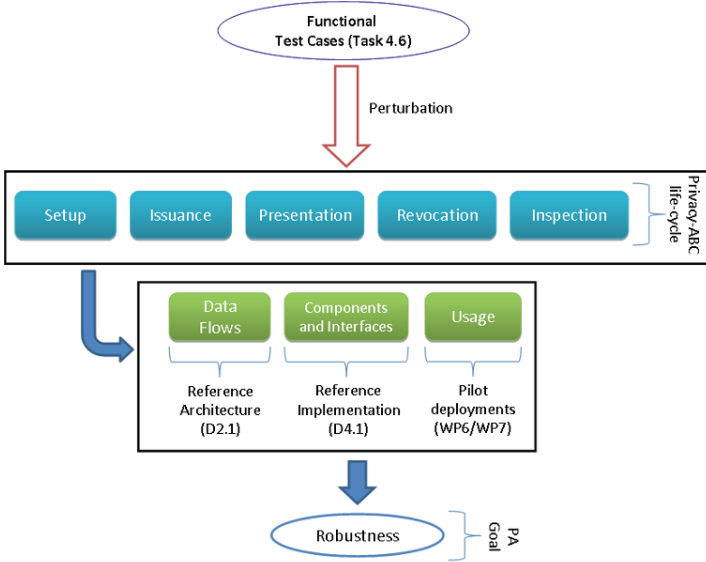 Functional
Test Cases (Task 4.6)
Perturbation
Setup
Issuance
Presentation
Revocation
Inspection
Privacy-ABC
life-cycle
Data
Flows
Components
and Interfaces
Usage
Reference
Architecture
(D2.1)
Reference
Implementation
(D4.1)
Pilot
deployments
(WP6/WP7)
Robustness
PA
Goal